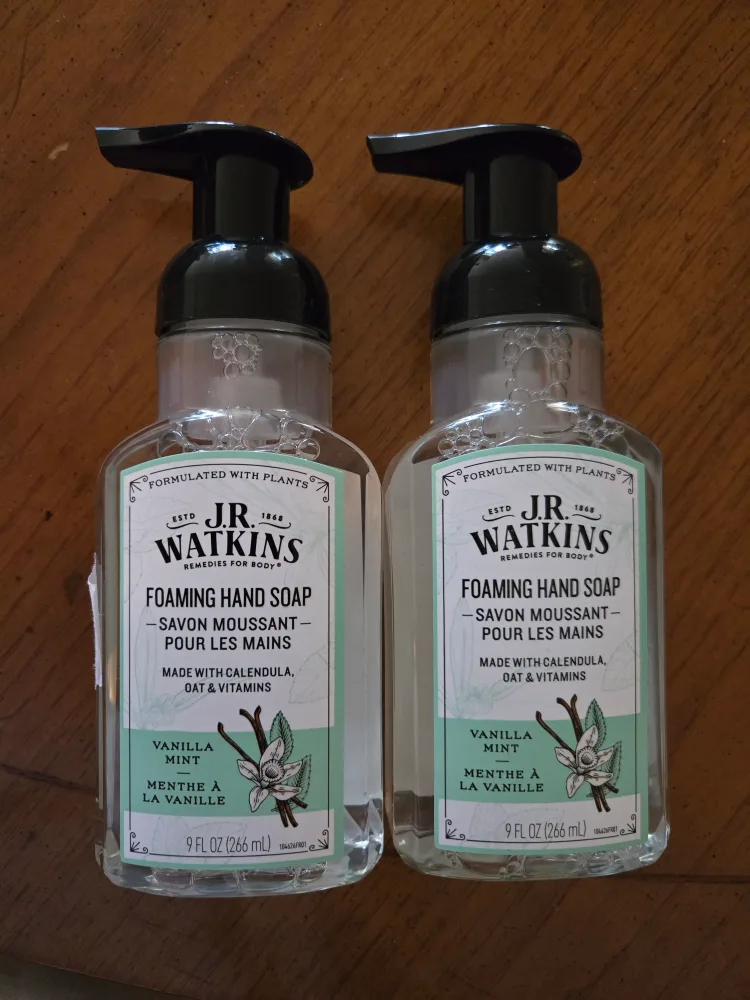 FORMULATED WITH PLANTS
ESTD J.R. 1868
WATKINS
REMEDIES FOR BODY®
FOAMING HAND SOAP
–SAVON MOUSSANT–
POUR LES MAINS
MADE WITH CALENDULA,
OAT & VITAMINS
VANILLA
MINT
—
MENTHE À
LA VANILLE
9 FL OZ (266 mL) 104626FR01
FORMULATED WITH PLANTS
ESTD J.R. 1868
WATKINS
REMEDIES FOR BODY®
FOAMING HAND SOAP
–SAVON MOUSSANT–
POUR LES MAINS
MADE WITH CALENDULA,
OAT & VITAMINS
VANILLA
MINT
—
MENTHE À
LA VANILLE
9 FL OZ (266 mL) 104626FR01